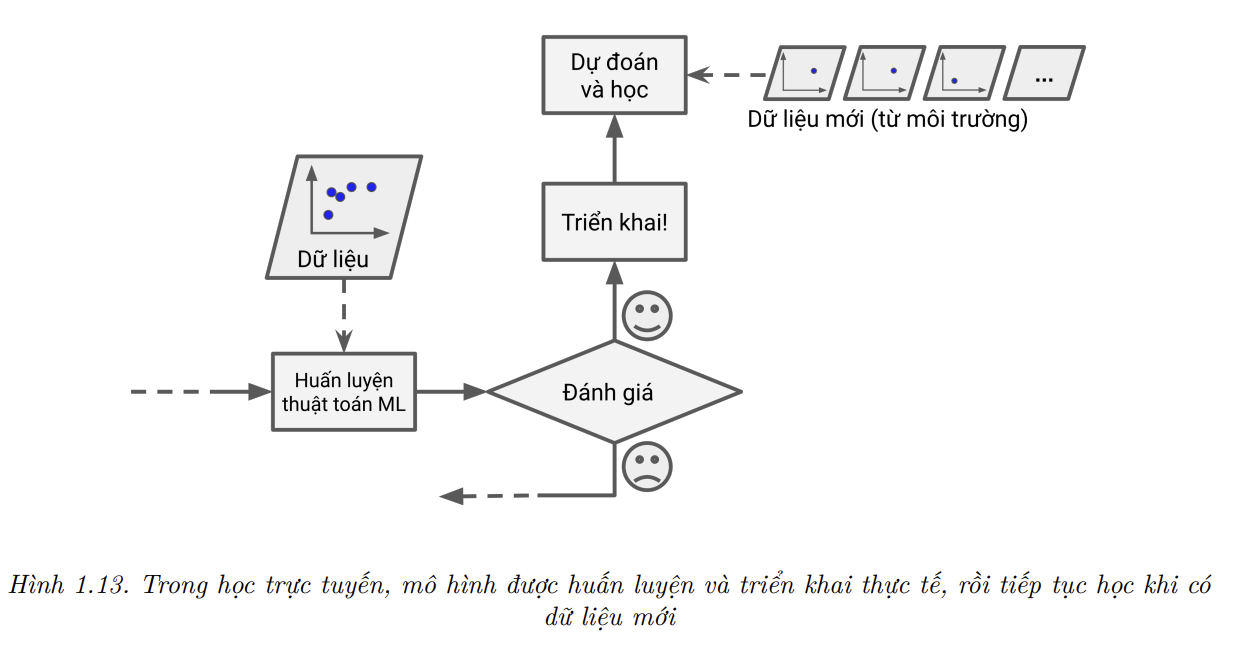 Dự đoán
và học
...
Dữ liệu mới (từ môi trường)
Triển khai!
Dữ liệu
Huấn luyện
thuật toán ML
Đánh giá
Hình 1.13. Trong học trực tuyến, mô hình được huấn luyện và triển khai thực tế, rồi tiếp tục học khi có
dữ liệu mới